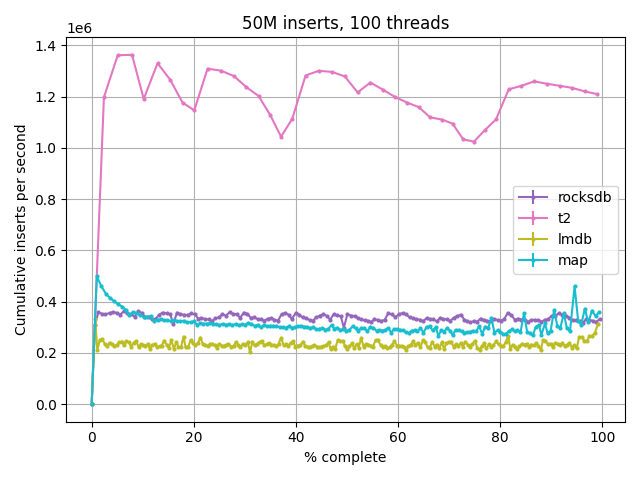 50M inserts, 100 threads
1e6
Cumulative inserts per second
1.4
1.2
1.0
0.8
0.6
0.4
0.2
0.0
rocksdb
t2
lmdb
map
0 20 40 60 80 100
% complete